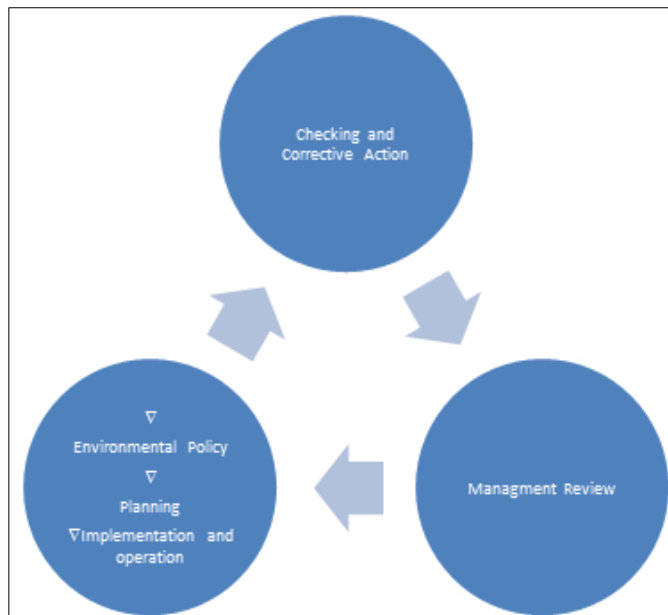 Checking and
Corrective Action
Managment Review
∇
Environmental Policy
∇
Planning
∇Implementation and
operation